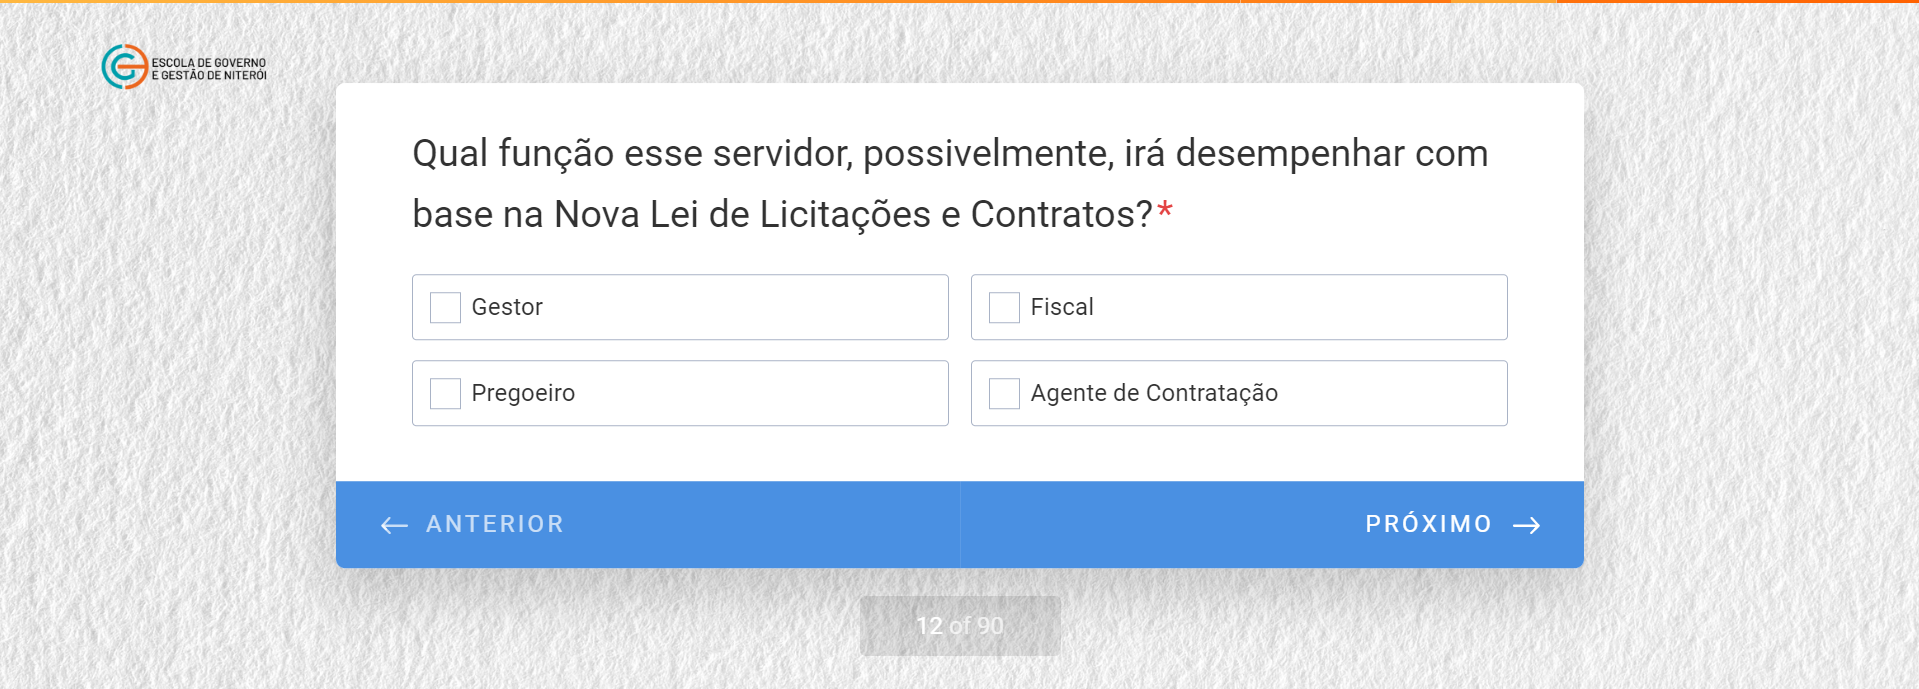 ESCOLA DE GOVERNO
E GESTÃO DE NITERÓI
Qual função esse servidor, possivelmente, irá desempenhar com
base na Nova Lei de Licitações e Contratos?*
Gestor
Fiscal
Pregoeiro
Agente de Contratação
ANTERIOR
PRÓXIMO
12 of 90